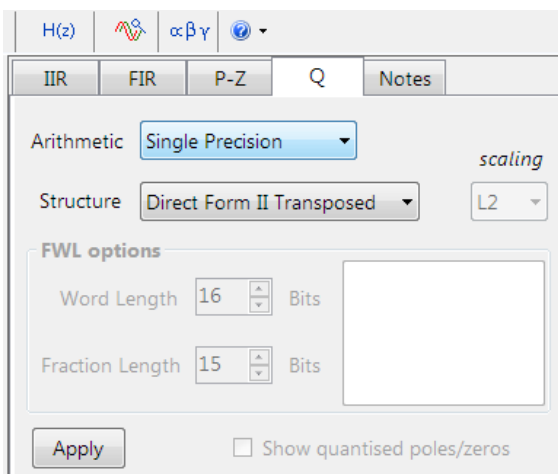 H(z) αβγ
IIR FIR P-Z Q Notes
Arithmetic Single Precision
scaling
Structure Direct Form II Transposed L2
FWL options
Word Length 16 Bits
Fraction Length 15 Bits
Apply Show quantised poles/zeros